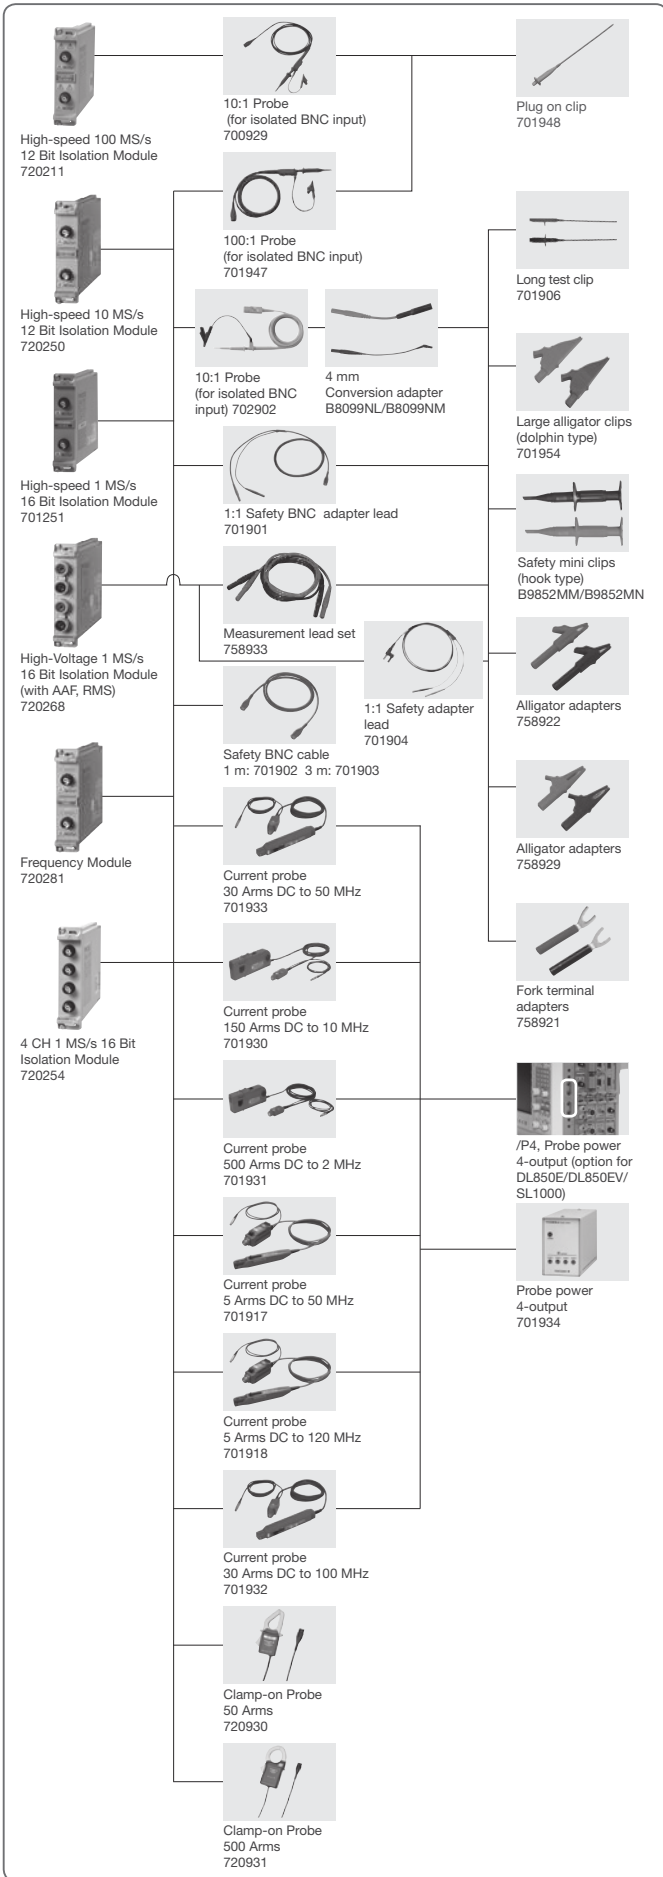 High-speed 100 MS/s
12 Bit Isolation Module
720211
High-speed 10 MS/s
12 Bit Isolation Module
720250
High-speed 1 MS/s
16 Bit Isolation Module
701251
High-Voltage 1 MS/s
16 Bit Isolation Module
(with AAF, RMS)
720268
Frequency Module
720281
4 CH 1 MS/s 16 Bit
Isolation Module
720254
10:1 Probe
(for isolated BNC input)
700929
100:1 Probe
(for isolated BNC input)
701947
10:1 Probe
(for isolated BNC
input) 702902
4 mm
Conversion adapter
B8099NL/B8099NM
1:1 Safety BNC adapter lead
701901
Measurement lead set
758933
1:1 Safety adapter
lead
701904
Safety BNC cable
1 m: 701902 3 m: 701903
Current probe
30 Arms DC to 50 MHz
701933
Current probe
150 Arms DC to 10 MHz
701930
Current probe
500 Arms DC to 2 MHz
701931
Current probe
5 Arms DC to 50 MHz
701917
Current probe
5 Arms DC to 120 MHz
701918
Current probe
30 Arms DC to 100 MHz
701932
Clamp-on Probe
50 Arms
720930
Clamp-on Probe
500 Arms
720931
Plug on clip
701948
Long test clip
701906
Large alligator clips
(dolphin type)
701954
Safety mini clips
(hook type)
B9852MM/B9852MN
Alligator adapters
758922
Alligator adapters
758929
Fork terminal
adapters
758921
/P4, Probe power
4-output (option for
DL850E/DL850EV/
SL1000)
Probe power
4-output
701934